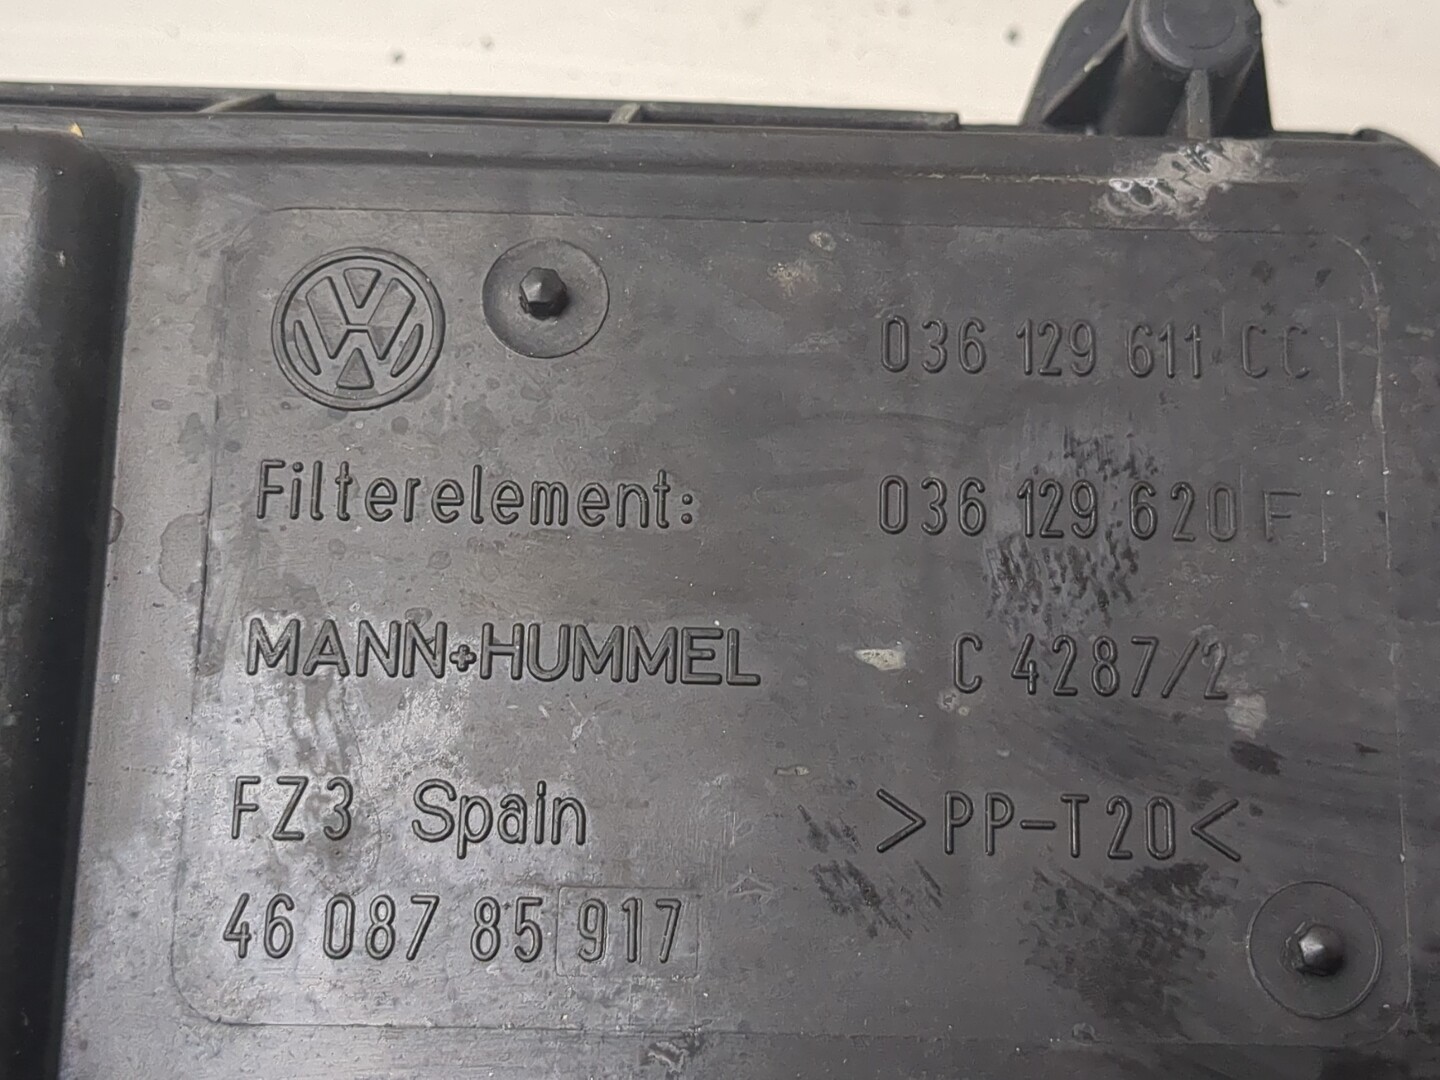 036 129 611 CC
Filterelement: 036 129 620 F
MANN+HUMMEL C 4287/2
FZ3 Spain >PP-T20<
46 087 85 917